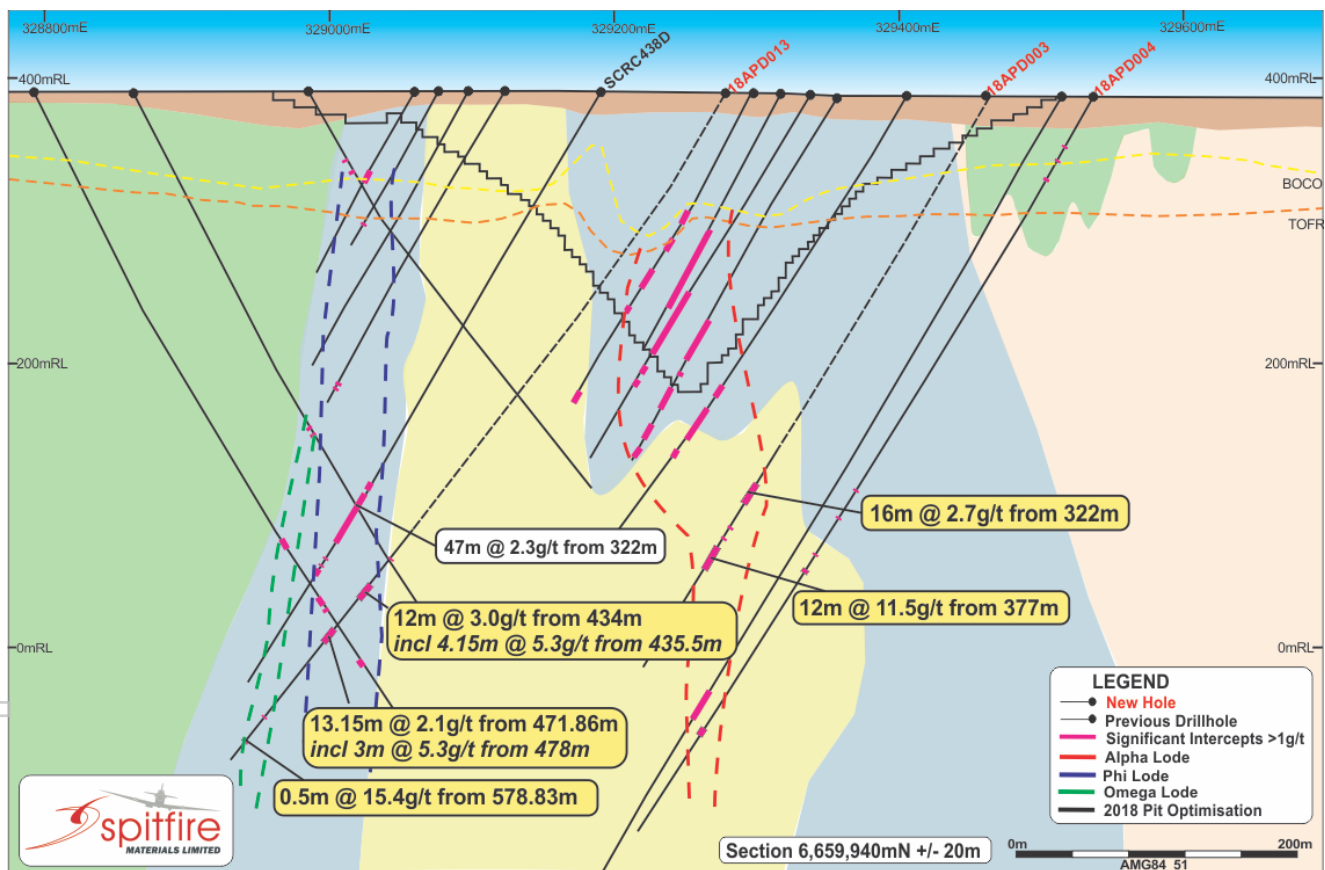 328800mE
329000mE
329200mE
329400mE
329600mE
SCRC438D
18APD013
18APD003
18APD004
400mRL
400mRL
BOCO
TOFR
200mRL
200mRL
16m @ 2.7g/t from 322m
47m @ 2.3g/t from 322m
12m @ 11.5g/t from 377m
12m @ 3.0g/t from 434m
incl 4.15m @ 5.3g/t from 435.5m
0mRL
0mRL
13.15m @ 2.1g/t from 471.86m
incl 3m @ 5.3g/t from 478m
0.5m @ 15.4g/t from 578.83m
LEGEND
New Hole
Previous Drillhole
Significant Intercepts >1g/t
Alpha Lode
Phi Lode
Omega Lode
2018 Pit Optimisation
spitfire
MATERIALS LIMITED
Section 6,659,940mN +/- 20m
0m
200m
AMG84_51